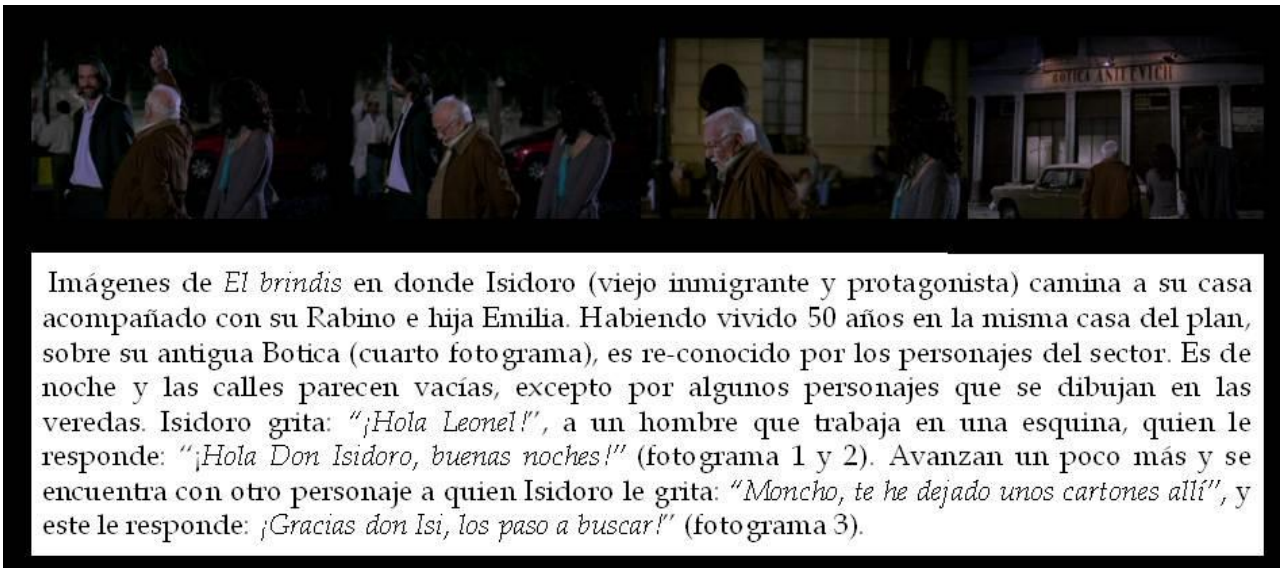 BOTICA
Imágenes de El brindis en donde Isidoro (viejo inmigrante y protagonista) camina a su casa
acompañado con su Rabino e hija Emilia. Habiendo vivido 50 años en la misma casa del plan,
sobre su antigua Botica (cuarto fotograma), es re-conocido por los personajes del sector. Es de
noche y las calles parecen vacías, excepto por algunos personajes que se dibujan en las
veredas. Isidoro grita: “¡Hola Leonel!”, a un hombre que trabaja en una esquina, quien le
responde: “¡Hola Don Isidoro, buenas noches!” (fotograma 1 y 2). Avanzan un poco más y se
encuentra con otro personaje a quien Isidoro le grita: “Moncho, te he dejado unos cartones allí”, y
este le responde: ¡Gracias don Isi, los paso a buscar!” (fotograma 3).